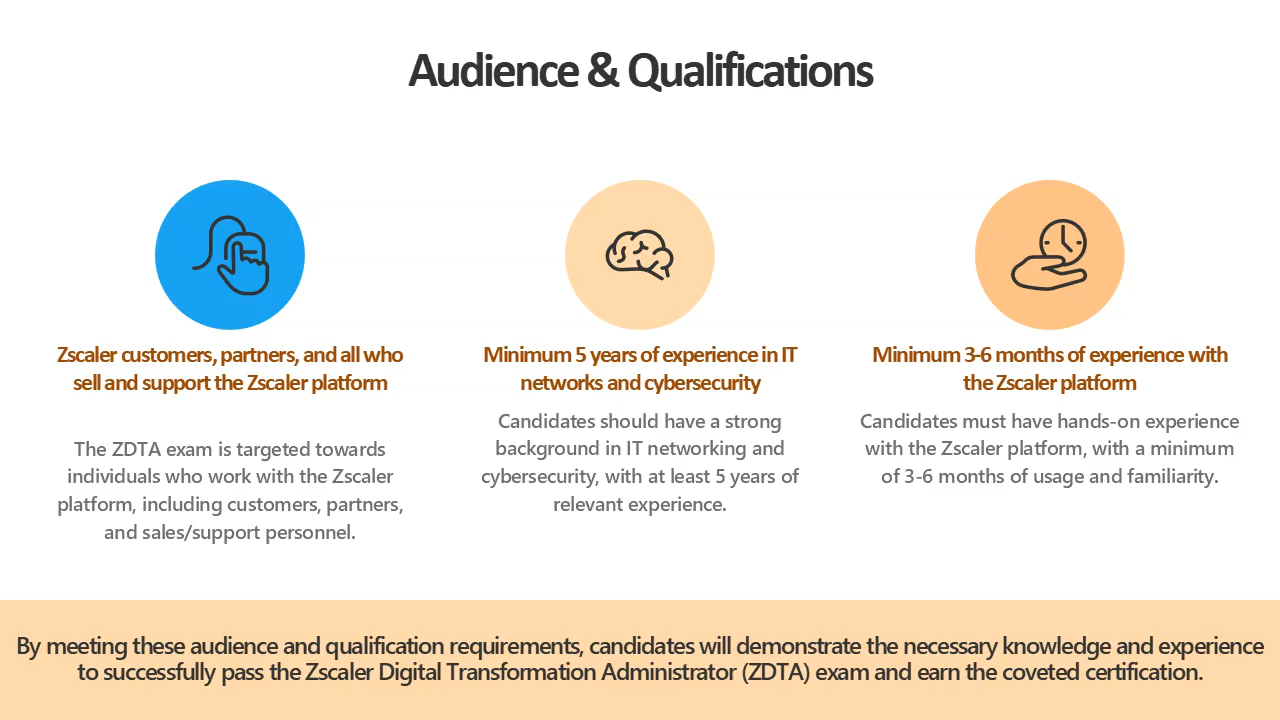 Audience & Qualifications
Zscaler customers, partners, and all who
sell and support the Zscaler platform
The ZDTA exam is targeted towards
individuals who work with the Zscaler
platform, including customers, partners,
and sales/support personnel.
Minimum 5 years of experience in IT
networks and cybersecurity
Candidates should have a strong
background in IT networking and
cybersecurity, with at least 5 years of
relevant experience.
Minimum 3-6 months of experience with
the Zscaler platform
Candidates must have hands-on experience
with the Zscaler platform, with a minimum
of 3-6 months of usage and familiarity.
By meeting these audience and qualification requirements, candidates will demonstrate the necessary knowledge and experience
to successfully pass the Zscaler Digital Transformation Administrator (ZDTA) exam and earn the coveted certification.